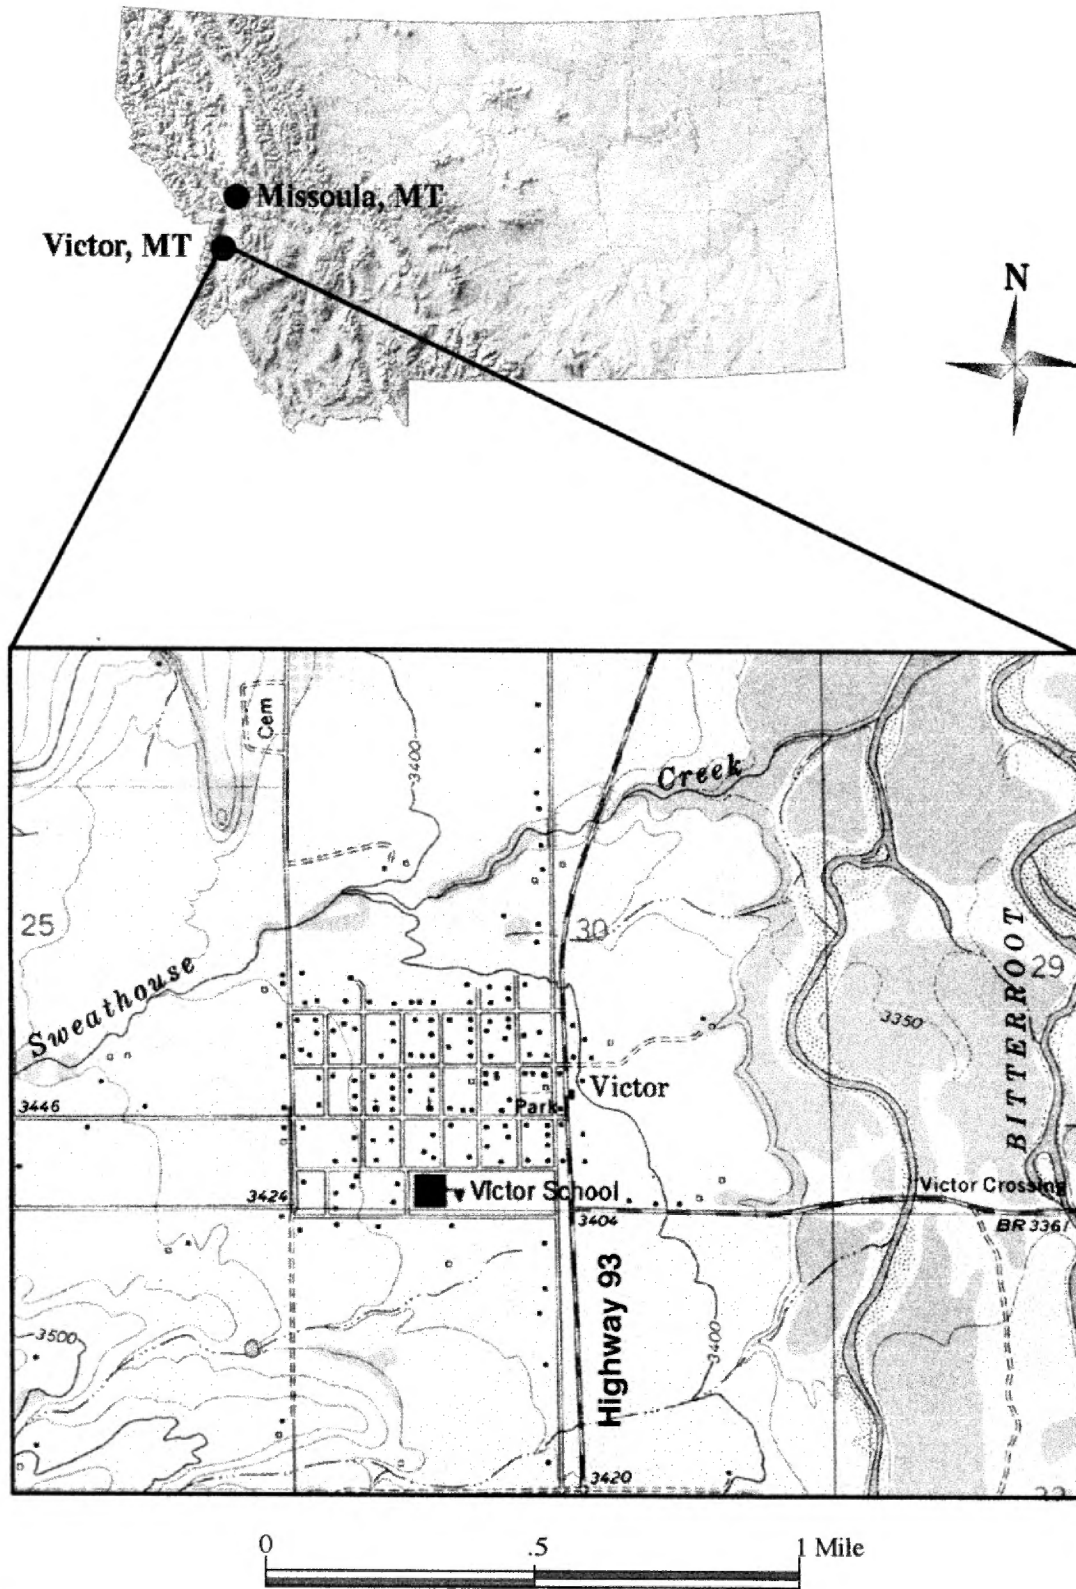 Missoula, MT
Victor, MT
N
Cem
3400
Creek
25
30
29
Sweathouse
BITTERROOT
3350
3446
Victor
Park
Victor School
3424
Victor Crossing
3404
BR 3361
Highway 93
3500
3400
3420
0 .5 1 Mile